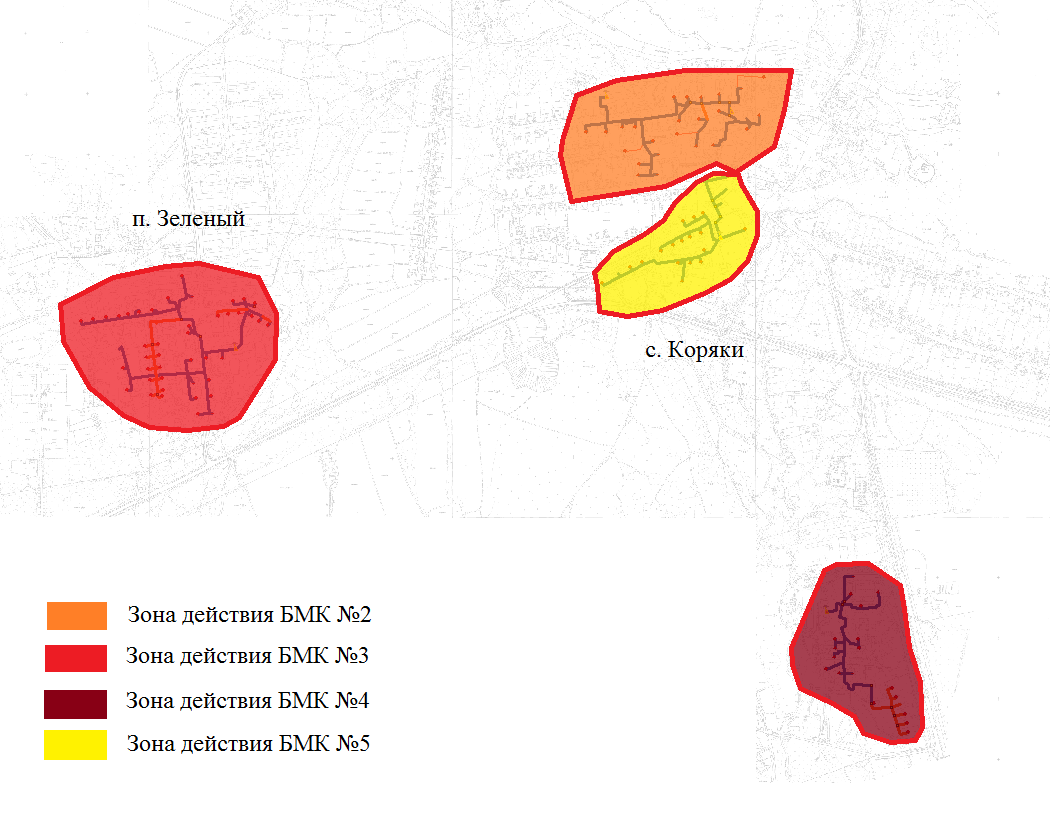 п. Зеленый
с. Коряки
Зона действия БМК №2
Зона действия БМК №3
Зона действия БМК №4
Зона действия БМК №5